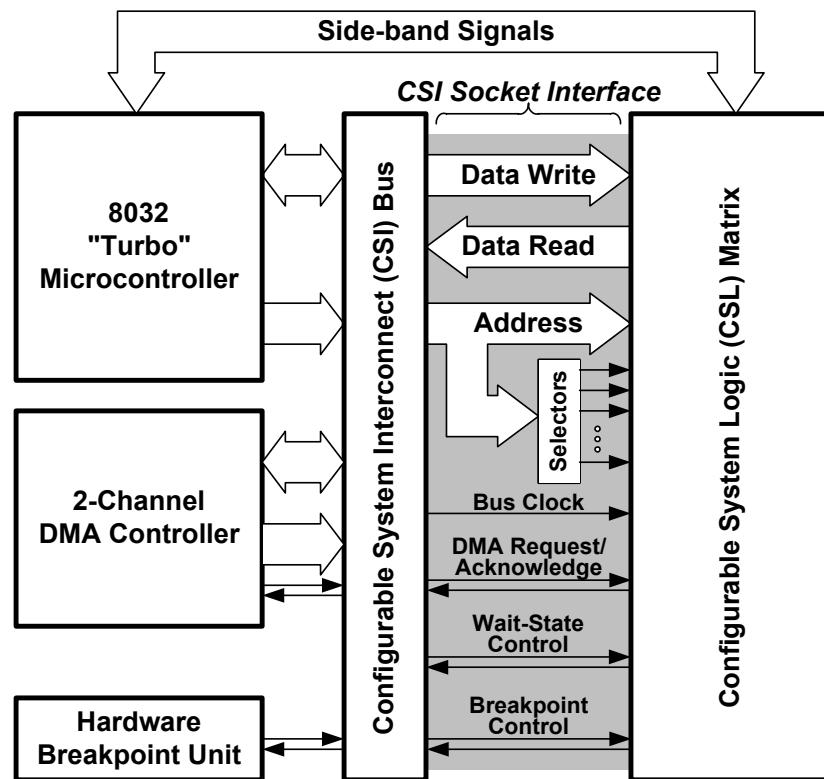 Side-band Signals
CSI Socket Interface
8032
"Turbo"
Microcontroller
2-Channel
DMA Controller
Hardware
Breakpoint Unit
Configurable System Interconnect (CSI) Bus
Data Write
Data Read
Address
Selectors
Bus Clock
DMA Request/
Acknowledge
Wait-State
Control
Breakpoint
Control
Configurable System Logic (CSL) Matrix